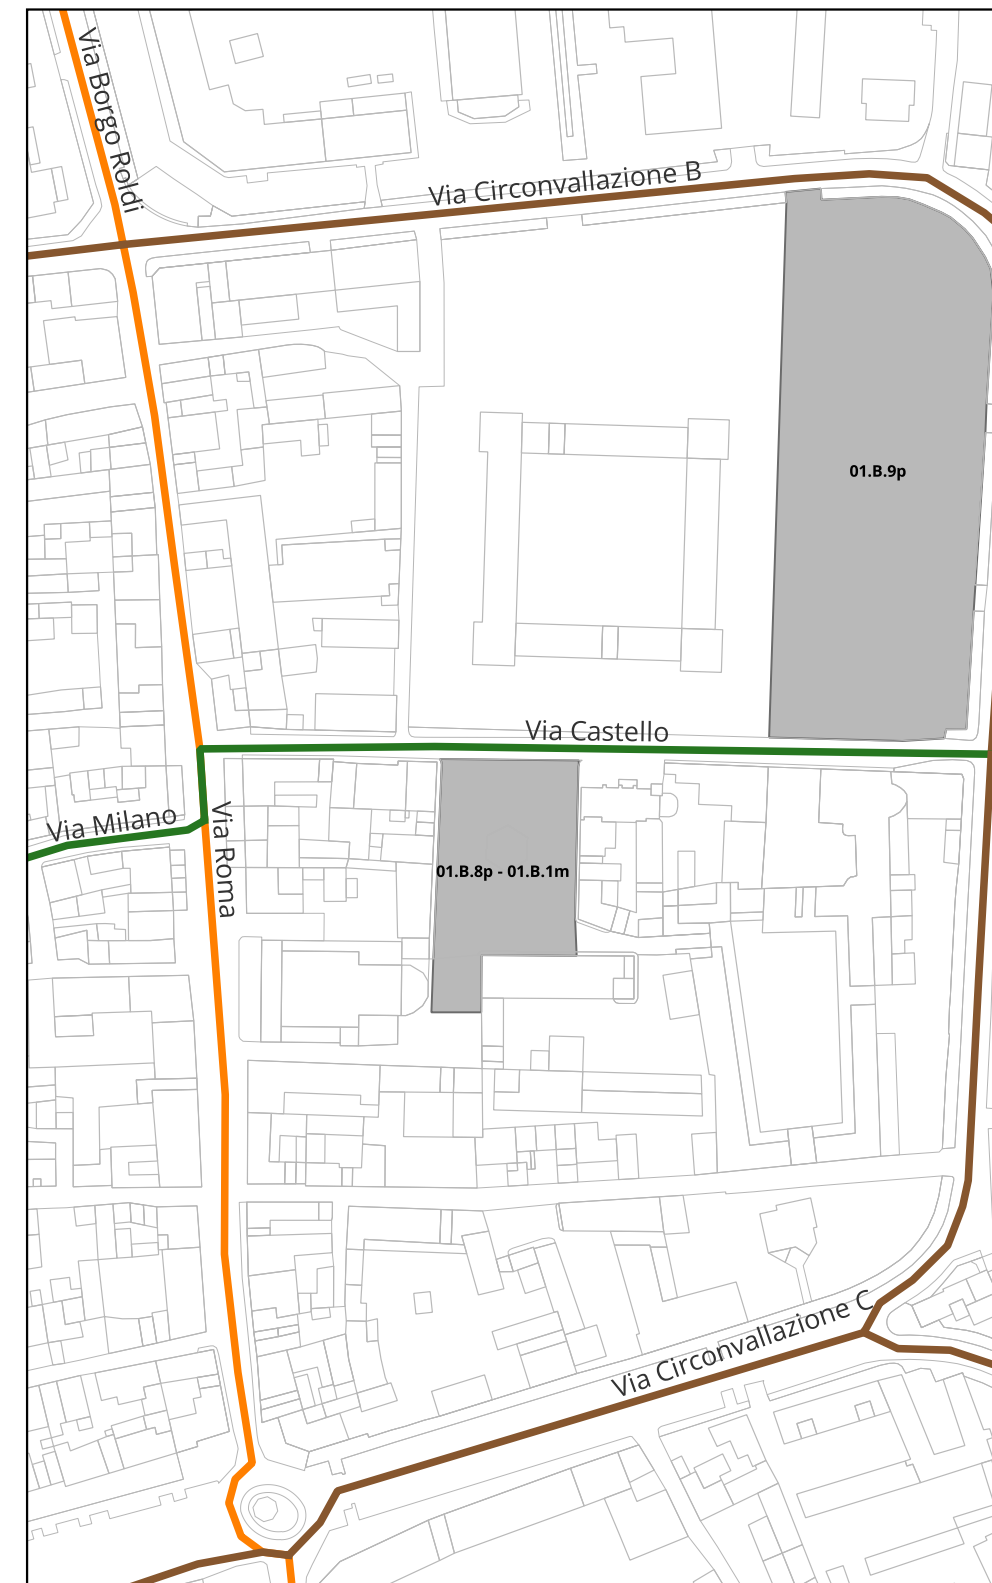 Via Borgo Roldi
Via Circonvallazione B
01.B.9p
Via Castello
Via Milano
Via Roma
01.B.8p - 01.B.1m
Via Circonvallazione C